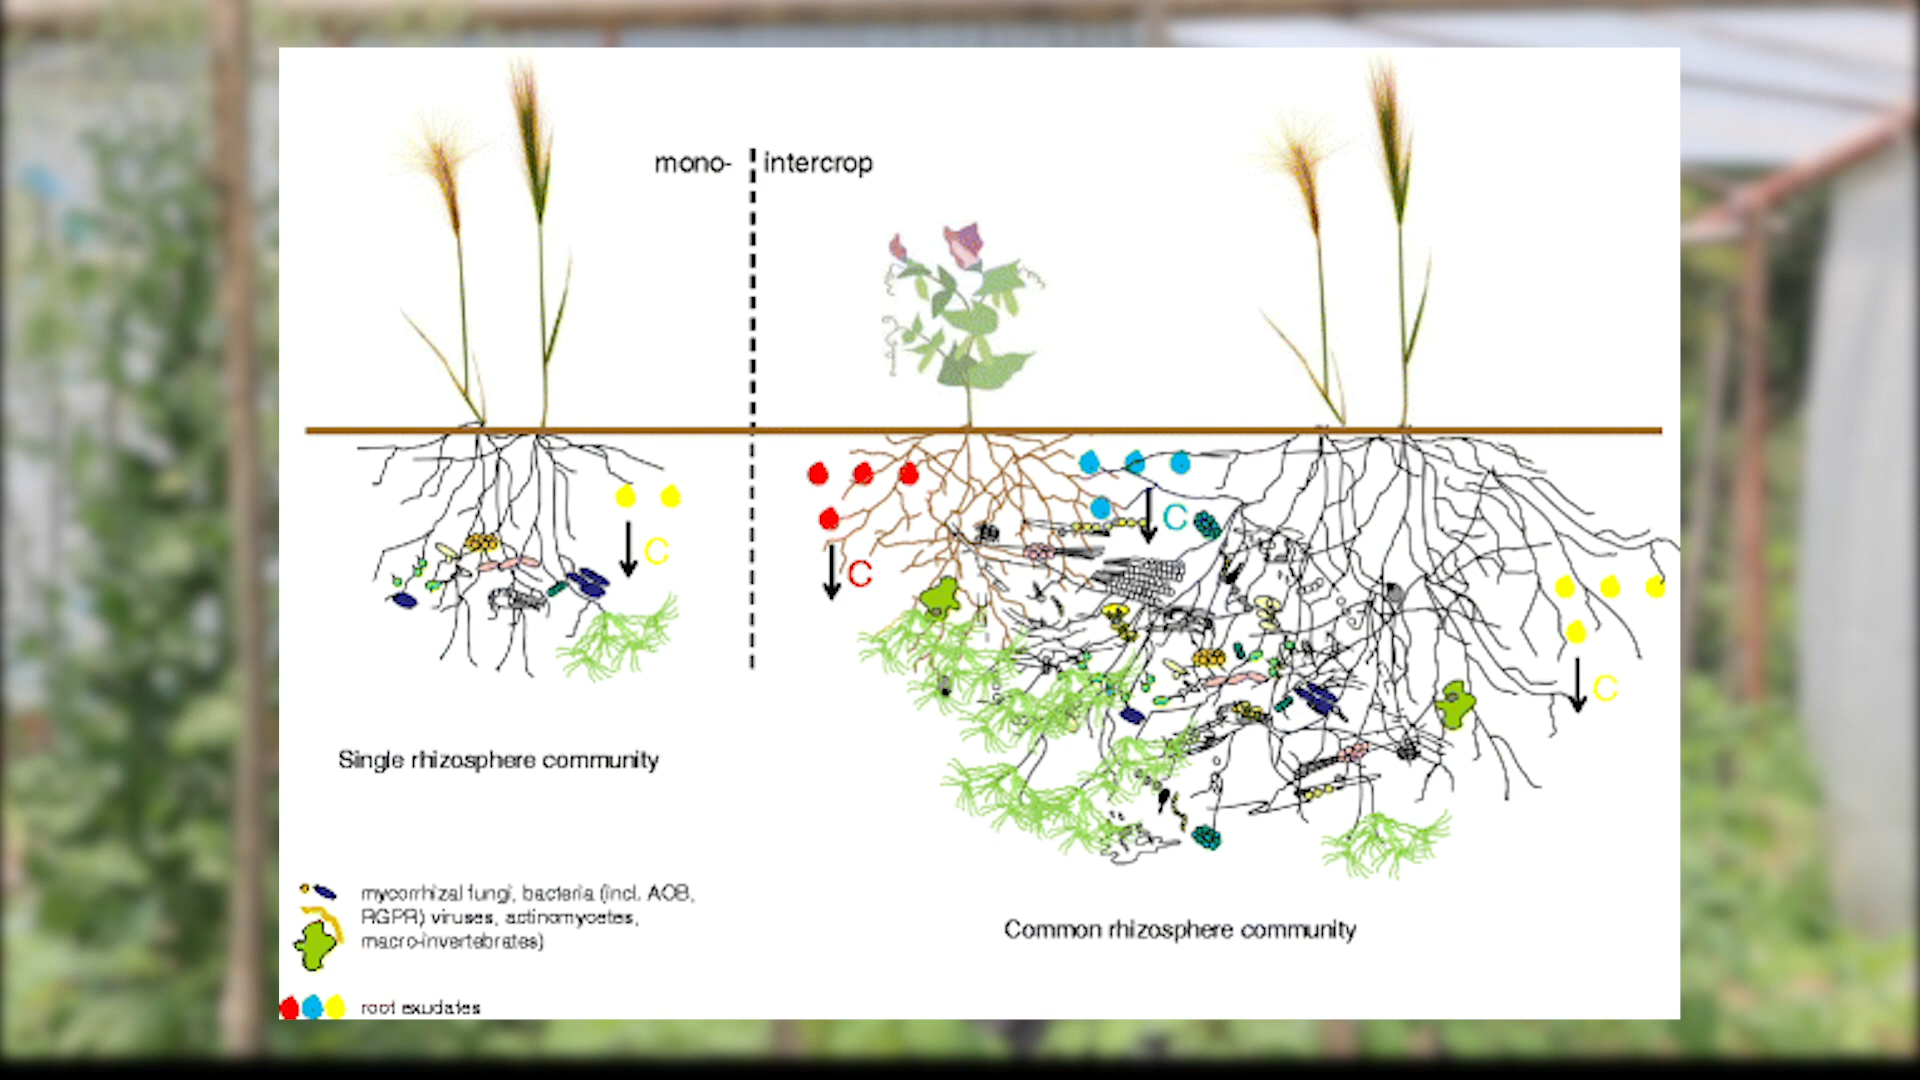 mono- intercrop
C
C
C
C
Single rhizosphere community
mycorrhizal fungi, bacteria (incl. AOB,
RGPR) viruses, actinomycetes,
macro-invertebrates)
Common rhizosphere community
root exudates